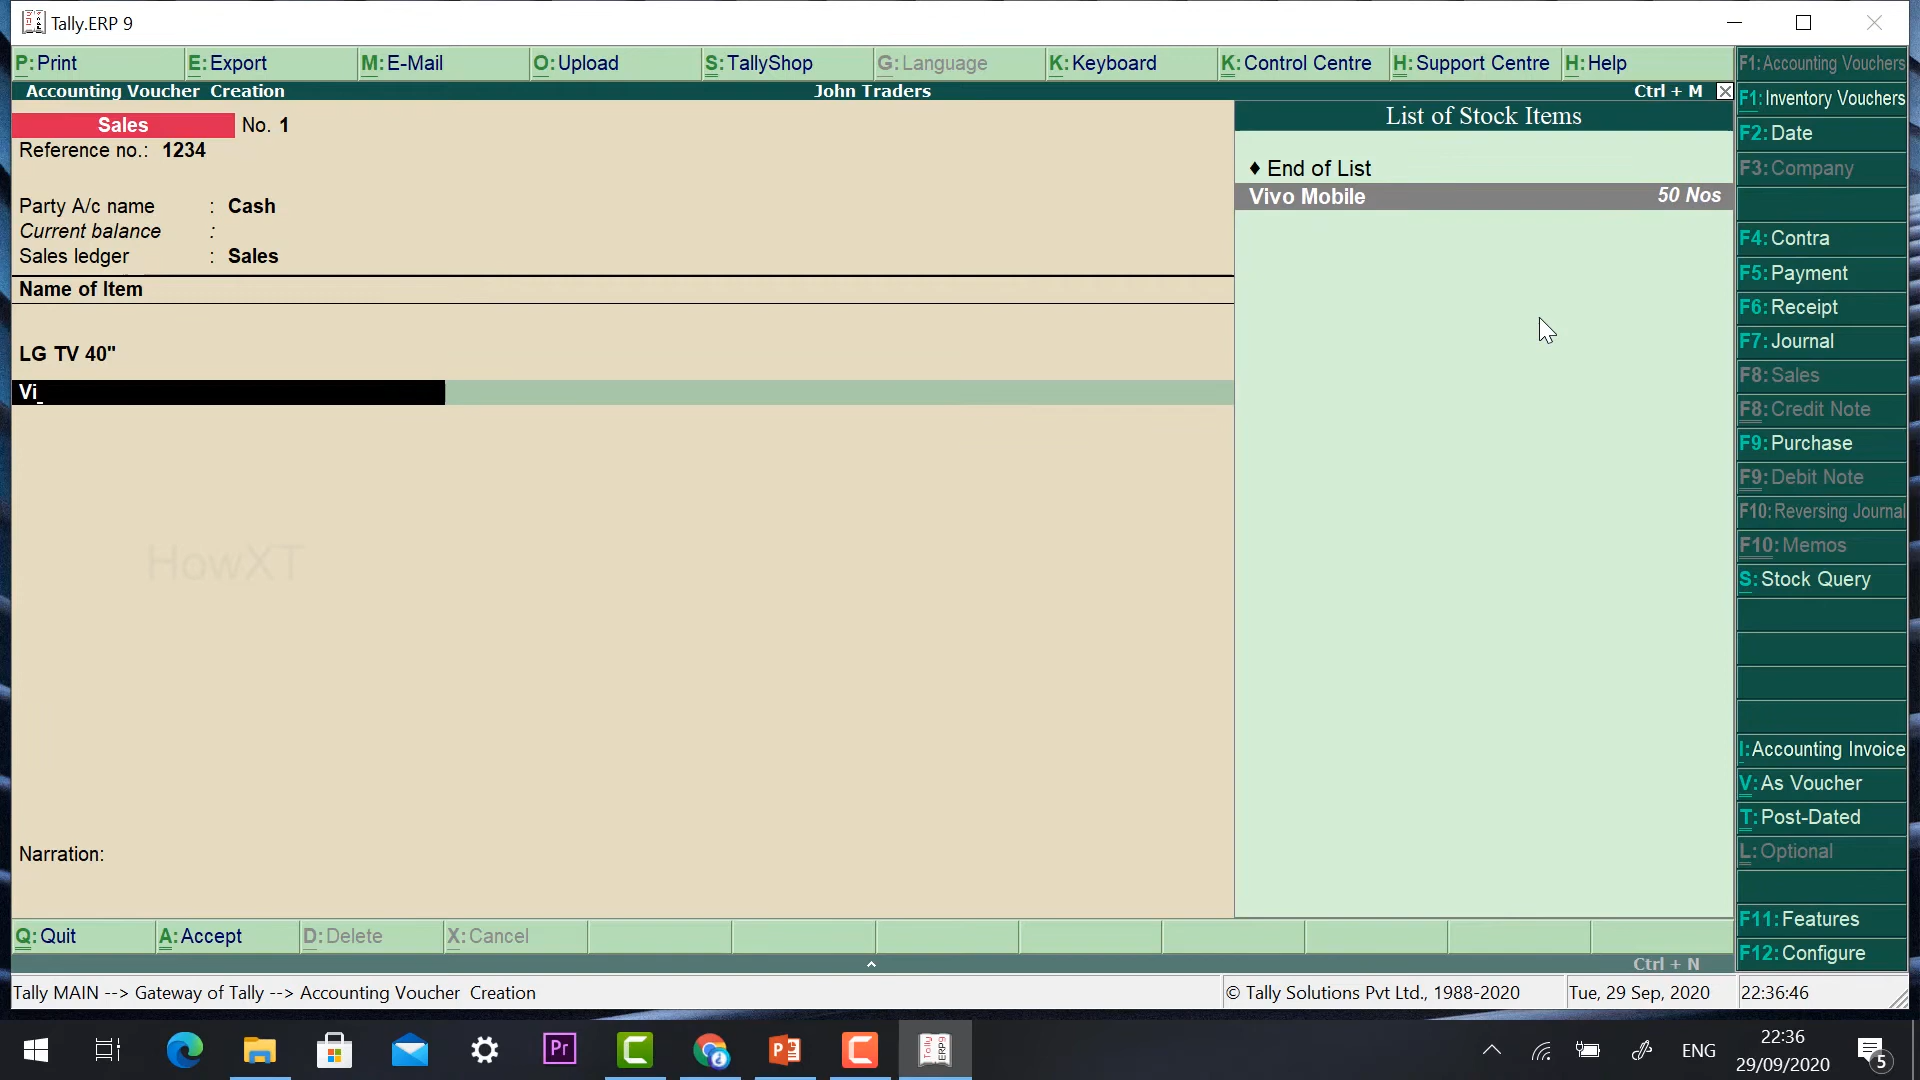 Tally.ERP 9
P: Print E: Export M: E-Mail O: Upload S: TallyShop G: Language K: Keyboard K: Control Centre H: Support Centre H: Help
Accounting Voucher Creation John Traders Ctrl + M
Sales No. 1
Reference no.: 1234
Party A/c name : Cash
Current balance :
Sales ledger : Sales
Name of Item
LG TV 40"
Vi
HowXT
Narration:
List of Stock Items
♦ End of List
Vivo Mobile 50 Nos
F1: Accounting Vouchers
F1: Inventory Vouchers
F2: Date
F3: Company
F4: Contra
F5: Payment
F6: Receipt
F7: Journal
F8: Sales
F8: Credit Note
F9: Purchase
F9: Debit Note
F10: Reversing Journal
F10: Memos
S: Stock Query
I: Accounting Invoice
V: As Voucher
T: Post-Dated
L: Optional
F11: Features
F12: Configure
Q: Quit A: Accept D: Delete X: Cancel
Ctrl + N
Tally MAIN --> Gateway of Tally --> Accounting Voucher Creation © Tally Solutions Pvt Ltd., 1988-2020 Tue, 29 Sep, 2020 22:36:46
Pr
Tally ERP9
ENG
22:36
29/09/2020
5